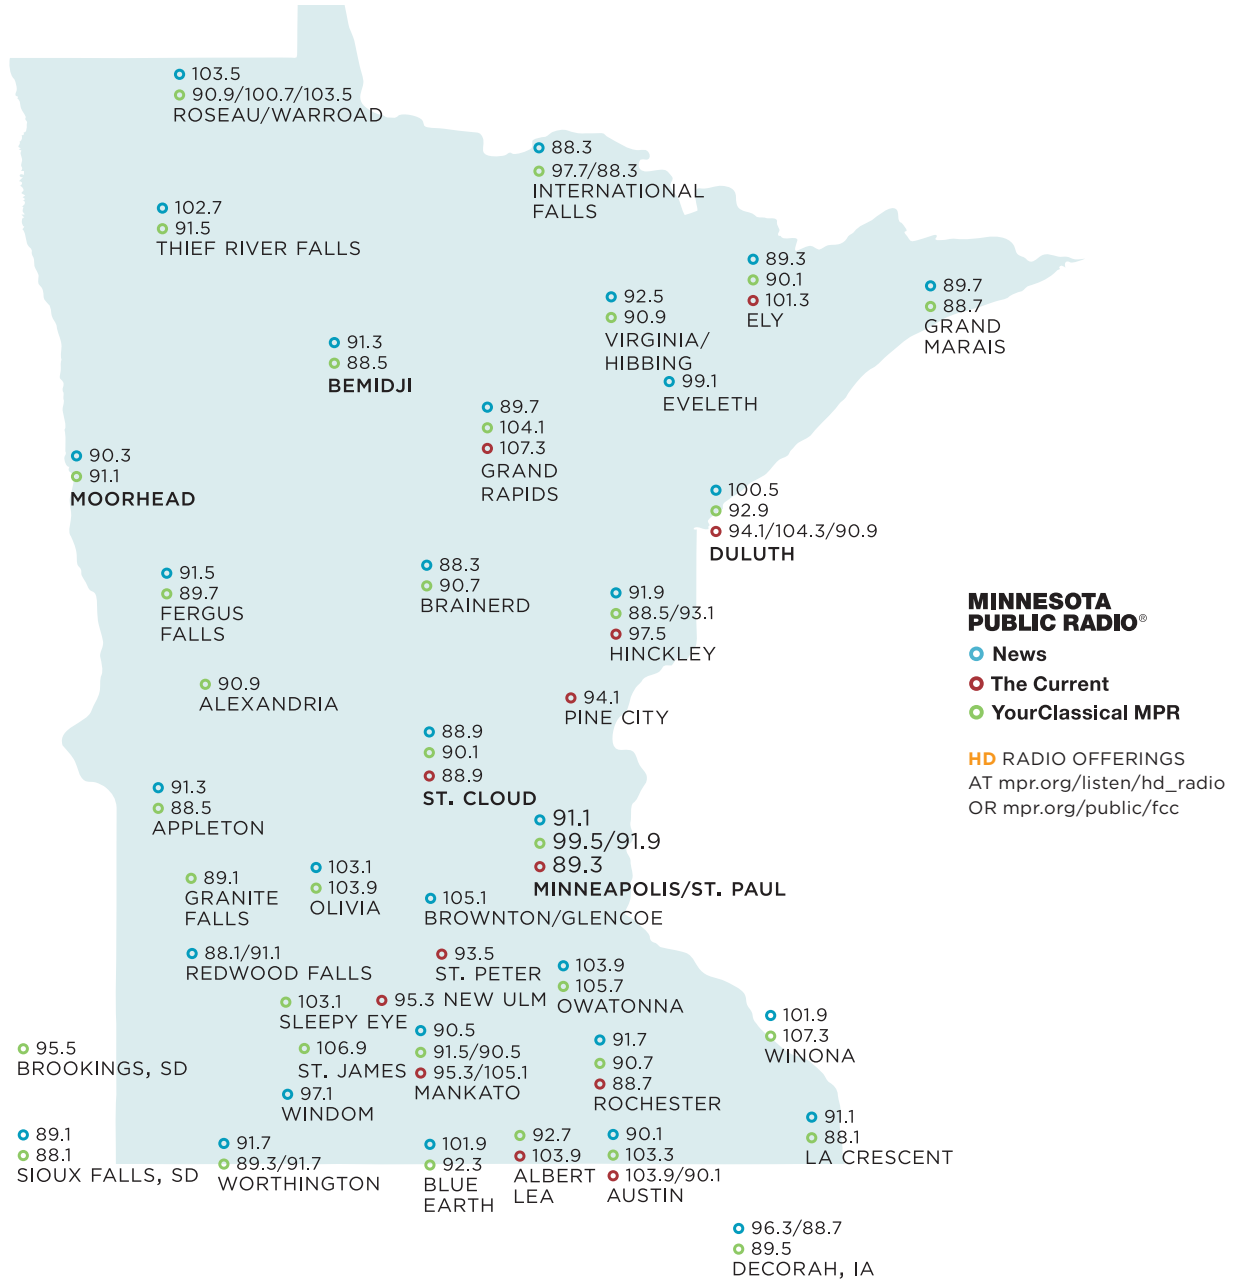 103.5
90.9/100.7/103.5
ROSEAU/WARROAD
88.3
97.7/88.3
INTERNATIONAL
FALLS
102.7
91.5
THIEF RIVER FALLS
89.3
90.1
101.3
ELY
89.7
88.7
GRAND
MARAIS
92.5
90.9
VIRGINIA/
HIBBING
99.1
EVELETH
91.3
88.5
BEMIDJI
89.7
104.1
107.3
GRAND
RAPIDS
90.3
91.1
MOORHEAD
100.5
92.9
94.1/104.3/90.9
DULUTH
91.5
89.7
FERGUS
FALLS
88.3
90.7
BRAINERD
91.9
88.5/93.1
97.5
HINCKLEY
MINNESOTA
PUBLIC RADIO®
News
The Current
YourClassical MPR
HD RADIO OFFERINGS
AT mpr.org/listen/hd_radio
OR mpr.org/public/fcc
90.9
ALEXANDRIA
94.1
PINE CITY
88.9
90.1
88.9
ST. CLOUD
91.3
88.5
APPLETON
91.1
99.5/91.9
89.3
MINNEAPOLIS/ST. PAUL
89.1
GRANITE
FALLS
103.1
103.9
OLIVIA
105.1
BROWNTON/GLENCOE
88.1/91.1
REDWOOD FALLS
93.5
ST. PETER
103.9
105.7
OWATONNA
103.1
SLEEPY EYE
95.3 NEW ULM
101.9
107.3
WINONA
95.5
BROOKINGS, SD
106.9
ST. JAMES
90.5
91.5/90.5
95.3/105.1
MANKATO
91.7
90.7
88.7
ROCHESTER
97.1
WINDOM
91.1
88.1
LA CRESCENT
89.1
88.1
SIOUX FALLS, SD
91.7
89.3/91.7
WORTHINGTON
101.9
92.3
BLUE
EARTH
92.7
103.9
ALBERT
LEA
90.1
103.3
103.9/90.1
AUSTIN
96.3/88.7
89.5
DECORAH, IA